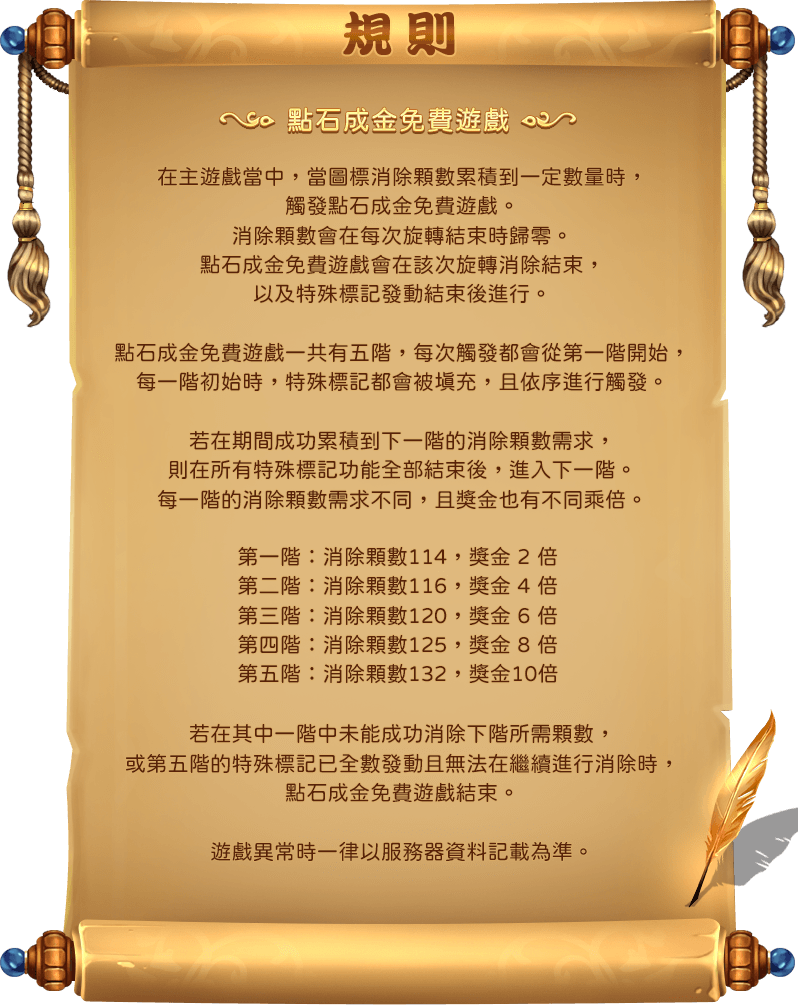 規則
點石成金免費遊戲
在主遊戲當中，當圖標消除顆數累積到一定數量時，
觸發點石成金免費遊戲。
消除顆數會在每次旋轉結束時歸零。
點石成金免費遊戲會在該次旋轉消除結束，
以及特殊標記發動結束後進行。
點石成金免費遊戲一共有五階，每次觸發都會從第一階開始，
每一階初始時，特殊標記都會被填充，且依序進行觸發。
若在期間成功累積到下一階的消除顆數需求，
則在所有特殊標記功能全部結束後，進入下一階。
每一階的消除顆數需求不同，且獎金也有不同乘倍。
第一階：消除顆數114，獎金 2 倍
第二階：消除顆數116，獎金 4 倍
第三階：消除顆數120，獎金 6 倍
第四階：消除顆數125，獎金 8 倍
第五階：消除顆數132，獎金10倍
若在其中一階中未能成功消除下階所需顆數，
或第五階的特殊標記已全數發動且無法在繼續進行消除時，
點石成金免費遊戲結束。
遊戲異常時一律以服務器資料記載為準。